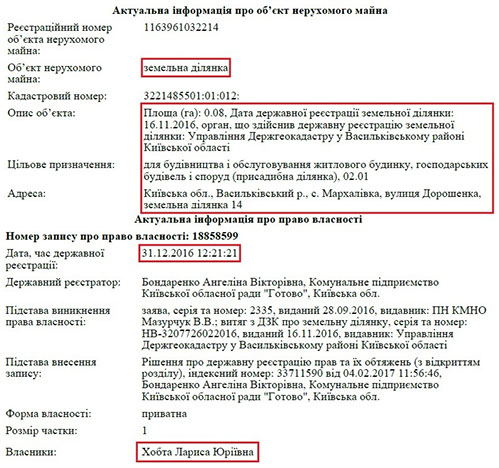 Актуальна інформація про об’єкт нерухомого майна
Реєстраційний номер об’єкта нерухомого майна: 1163961032214
Об’єкт нерухомого майна: земельна ділянка
Кадастровий номер: 3221485501:01:012:
Опис об’єкта: Площа (га): 0.08, Дата державної реєстрації земельної
ділянки: 16.11.2016, орган, що здійснив державну реєстрацію земельної
ділянки: Управління Держгеокадастру у Васильківському районі
Київської області
Цільове призначення: для будівництва і обслуговування житлового будинку, господарських
будівель і споруд (присадибна ділянка), 02.01
Адреса: Київська обл., Васильківський р., с. Мархалівка, вулиця Дорошенка,
земельна ділянка 14
Актуальна інформація про право власності
Номер запису про право власності: 18858599
Дата, час державної реєстрації: 31.12.2016 12:21:21
Державний реєстратор: Бондаренко Ангеліна Вікторівна, Комунальне підприємство
Київської обласної ради "Готово", Київська обл.
Підстава виникнення права власності: заява, серія та номер: 2335, виданий 28.09.2016, видавник: ПН КМНО
Мазурчук В.В.; витяг з ДЗК про земельну ділянку, серія та номер:
НВ-3207726022016, виданий 16.11.2016, видавник: Управління
Держгеокадастру у Васильківському районі Київської області
Підстава внесення запису: Рішення про державну реєстрацію прав та їх обтяжень (з відкриттям
розділу), індексний номер: 33711590 від 04.02.2017 11:56:46,
Бондаренко Ангеліна Вікторівна, Комунальне підприємство
Київської обласної ради "Готово", Київська обл.
Форма власності: приватна
Розмір частки: 1
Власники: Хобта Лариса Юріївна